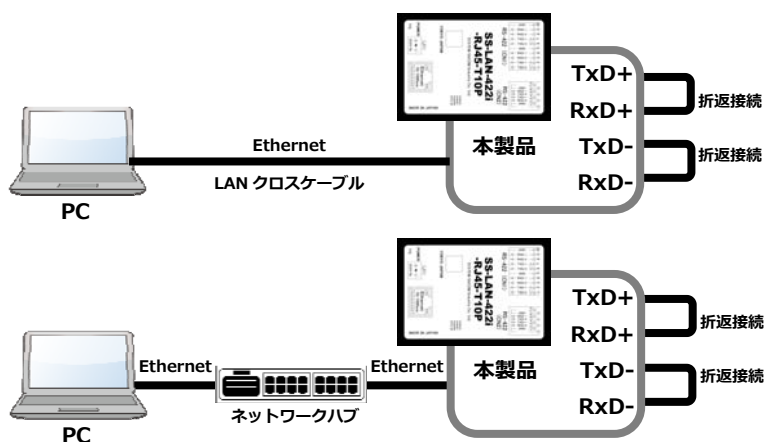 SS-LAN-422i
-RJ45-T10P
TxD+
RxD+
折返接続
Ethernet
本製品
TxD-
折返接続
LAN クロスケーブル
RxD-
PC
SS-LAN-422i
-RJ45-T10P
TxD+
RxD+
折返接続
Ethernet
Ethernet
本製品
TxD-
折返接続
RxD-
ネットワークハブ
PC